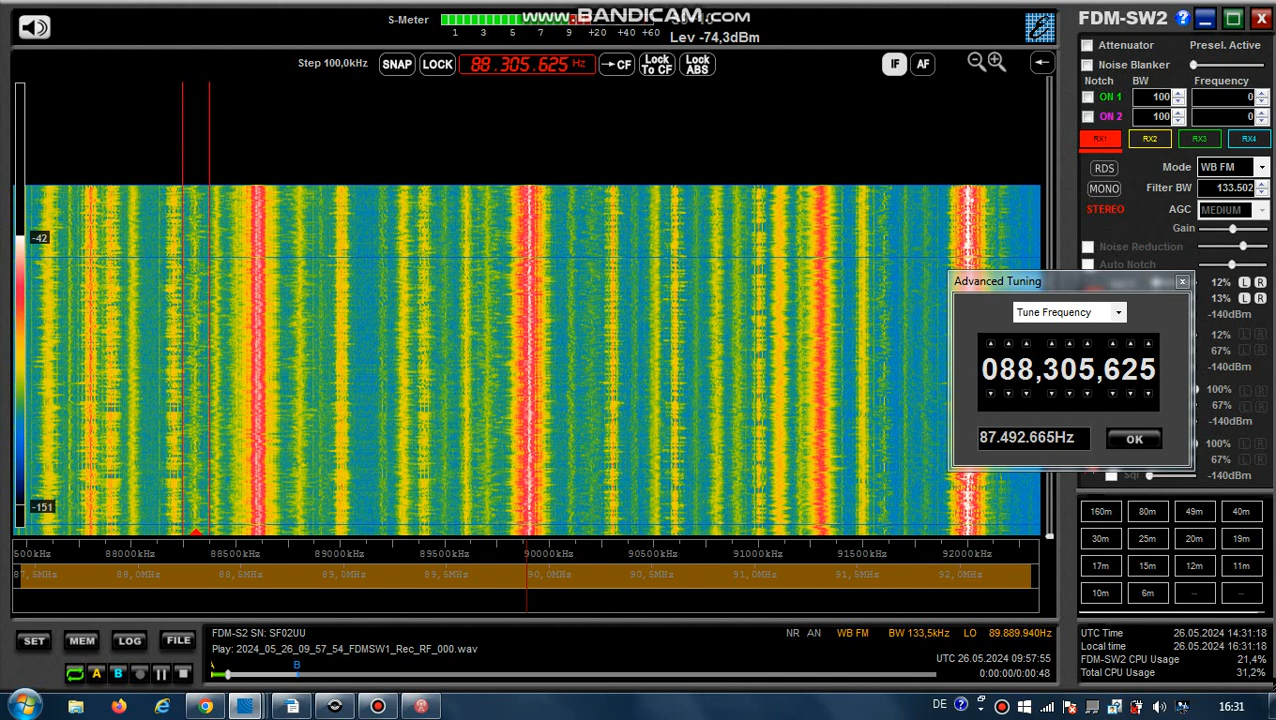 S-Meter
www.BANDICAM.com
1 3 5 7 9 +20 +40 +60
Lev -74,3dBm
FDM-SW2
Step 100,0kHz
SNAP
LOCK
88.305.625 Hz
→CF
Lock To CF
Lock ABS
IF
AF
Attenuator
Presel. Active
Noise Blanker
Notch BW Frequency
ON 1 100 0
ON 2 100 0
RX1 RX2 RX3 RX4
RDS
Mode WB FM
MONO
Filter BW 133.502
STEREO
AGC MEDIUM
Gain
Noise Reduction
Auto Notch
-42
-151
Advanced Tuning
Tune Frequency
088,305,625
87.492.665Hz
OK
12% L R
13% L R
-140dBm
12% L R
67% L R
-140dBm
100% L R
67% L R
-140dBm
100% L R
67% L R
Sql -140dBm
500kHz 88000kHz 88500kHz 89000kHz 89500kHz 90000kHz 90500kHz 91000kHz 91500kHz 92000kHz
87,5MHz 88,0MHz 88,5MHz 89,0MHz 89,5MHz 90,0MHz 90,5MHz 91,0MHz 91,5MHz 92,0MHz
160m 80m 49m 40m
30m 25m 20m 19m
17m 15m 12m 11m
10m 6m -- --
SET
MEM
LOG
FILE
A
B
FDM-S2 SN: SF02UU
NR AN WB FM BW 133,5kHz LO 89.889.940Hz
Play: 2024_05_26_09_57_54_FDMSW1_Rec_RF_000.wav
UTC 26.05.2024 09:57:55
A B
0:00:00/0:00:48
UTC Time 26.05.2024 14:31:18
Local time 26.05.2024 16:31:18
FDM-SW2 CPU Usage 21,4%
Total CPU Usage 31,2%
DE
16:31